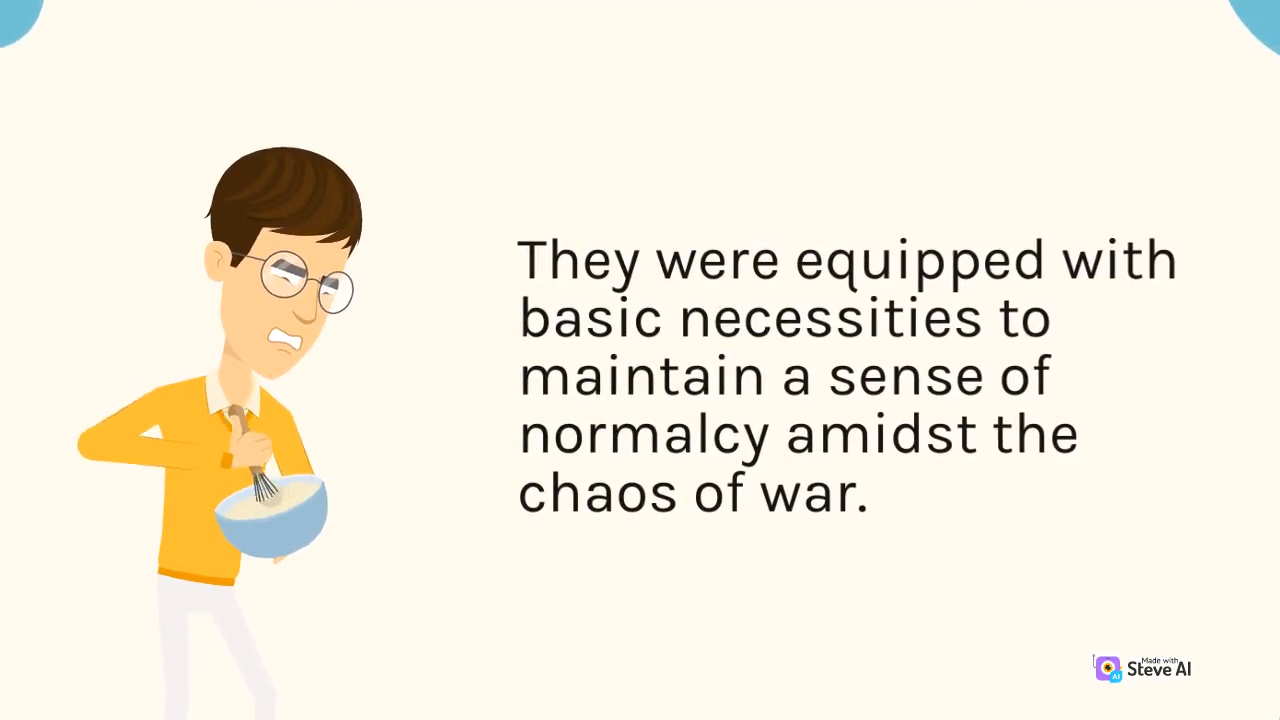 They were equipped with
basic necessities to
maintain a sense of
normalcy amidst the
chaos of war.
Made with
Steve AI
AI